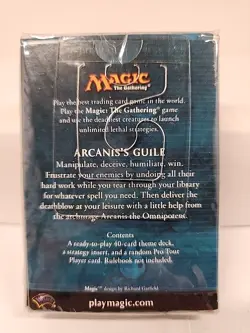 MAGIC
The Gathering®
Play the best trading card game in the world.
Play the Magic: The Gathering® game
and use the deadliest creatures to launch
unlimited lethal strategies.
ARCANIS'S GUILE
Manipulate, deceive, humiliate, win.
Frustrate your enemies by undoing all their
hard work while you tear through your library
for whatever spell you need. Then deliver the
deathblow at your leisure with a little help from
the archmage Arcanis the Omnipotent.
Contents
A ready-to-play 40-card theme deck,
a strategy insert, and a random Pro Tour
Player card. Rulebook not included.
Magic™ design by Richard Garfield
playmagic.com